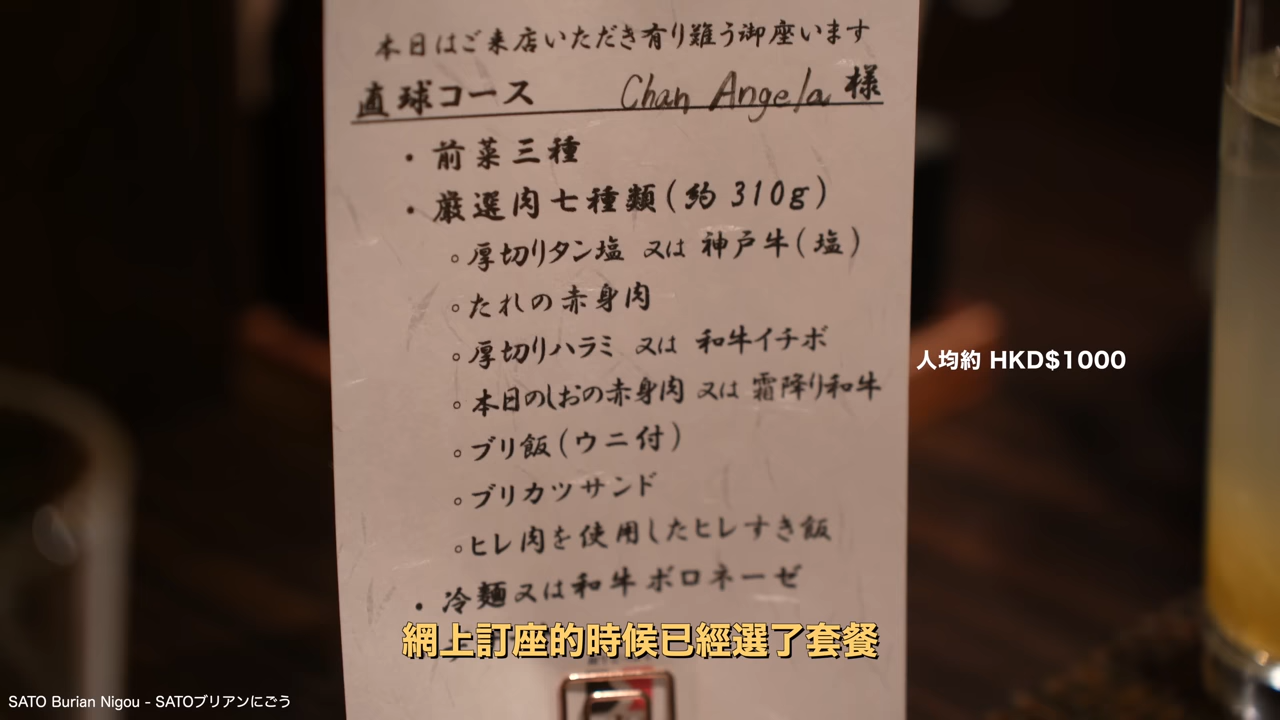 本日はご来店いただき有り難う御座います
直球コース Chan Angela 様
・前菜三種
・厳選肉七種類(約310g)
○厚切りタン塩 又は 神戸牛(塩)
○たれの赤身肉
○厚切りハラミ 又は 和牛イチボ
○本日のしおの赤身肉 又は 霜降り和牛
○ブリ飯(ウニ付)
○ブリカツサンド
○ヒレ肉を使用したヒレすき飯
・冷麺又は和牛ボロネーゼ
人均約 HKD$1000
網上訂座的時候已經選了套餐
SATO Burian Nigou - SATOブリアンにごう